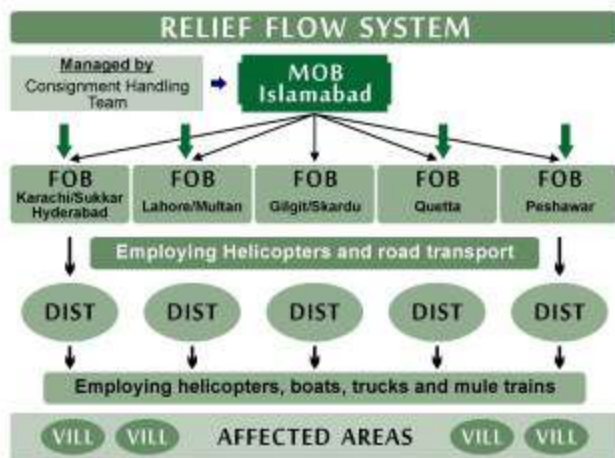 RELIEF FLOW SYSTEM
Managed by
Consignment Handling
Team
MOB
Islamabad
FOB
Karachi/Sukkar
Hyderabad
FOB
Lahore/Multan
FOB
Gilgit/Skardu
FOB
Quetta
FOB
Peshawar
Employing Helicopters and road transport
DIST
DIST
DIST
DIST
DIST
Employing helicopters, boats, trucks and mule trains
VILL
VILL
AFFECTED AREAS
VILL
VILL